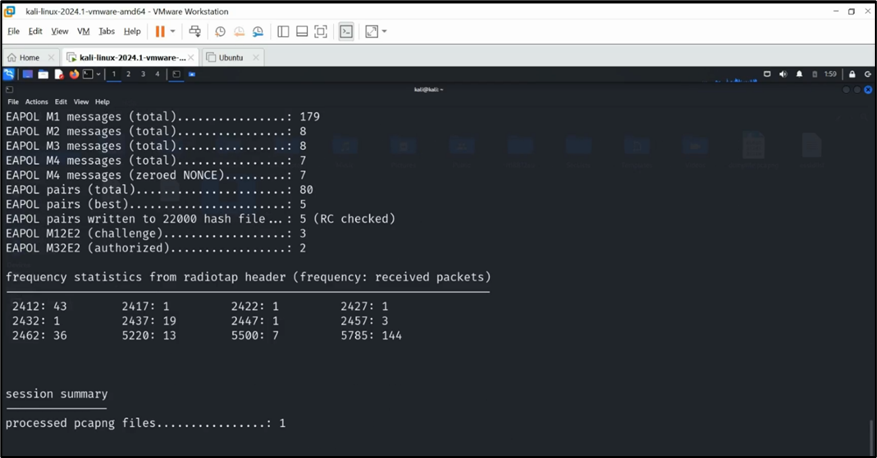 kali-linux-2024.1-vmware-amd64 - VMware Workstation
File Edit View VM Tabs Help
Home kali-linux-2024.1-vmware-... Ubuntu
1 2 3 4 1:59
kali@kali: ~
File Actions Edit View Help
EAPOL M1 messages (total)................: 179
EAPOL M2 messages (total)................: 8
EAPOL M3 messages (total)................: 8
EAPOL M4 messages (total)................: 7
EAPOL M4 messages (zeroed NONCE).........: 7
EAPOL pairs (total)......................: 80
EAPOL pairs (best).......................: 5
EAPOL pairs written to 22000 hash file...: 5 (RC checked)
EAPOL M12E2 (challenge)..................: 3
EAPOL M32E2 (authorized).................: 2
frequency statistics from radiotap header (frequency: received packets)
2412: 43 2417: 1 2422: 1 2427: 1
2432: 1 2437: 19 2447: 1 2457: 3
2462: 36 5220: 13 5500: 7 5785: 144
session summary
processed pcapng files................: 1